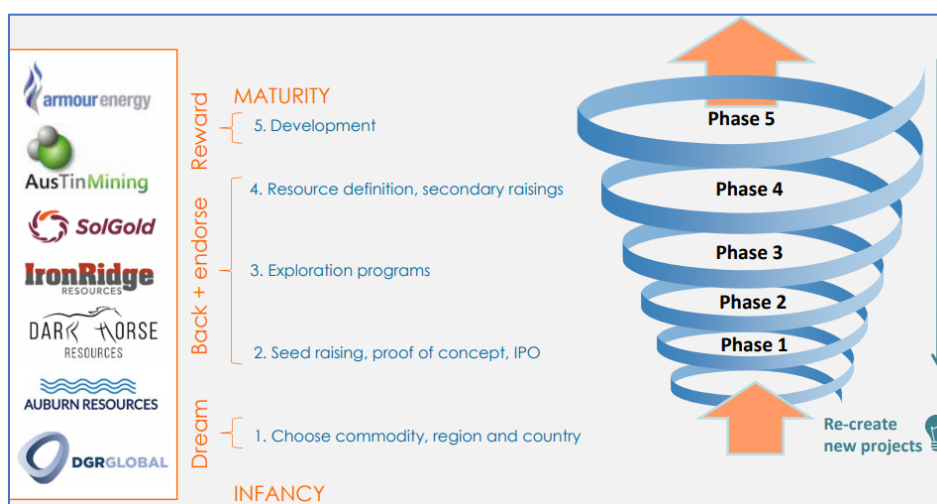 armourenergy
AusTinMining
SolGold
IronRidge
RESOURCES
DARK HORSE
RESOURCES
AUBURN RESOURCES
DGRGLOBAL
Reward
Back + endorse
Dream
MATURITY
5. Development
4. Resource definition, secondary raisings
3. Exploration programs
2. Seed raising, proof of concept, IPO
1. Choose commodity, region and country
INFANCY
Phase 5
Phase 4
Phase 3
Phase 2
Phase 1
Re-create
new projects